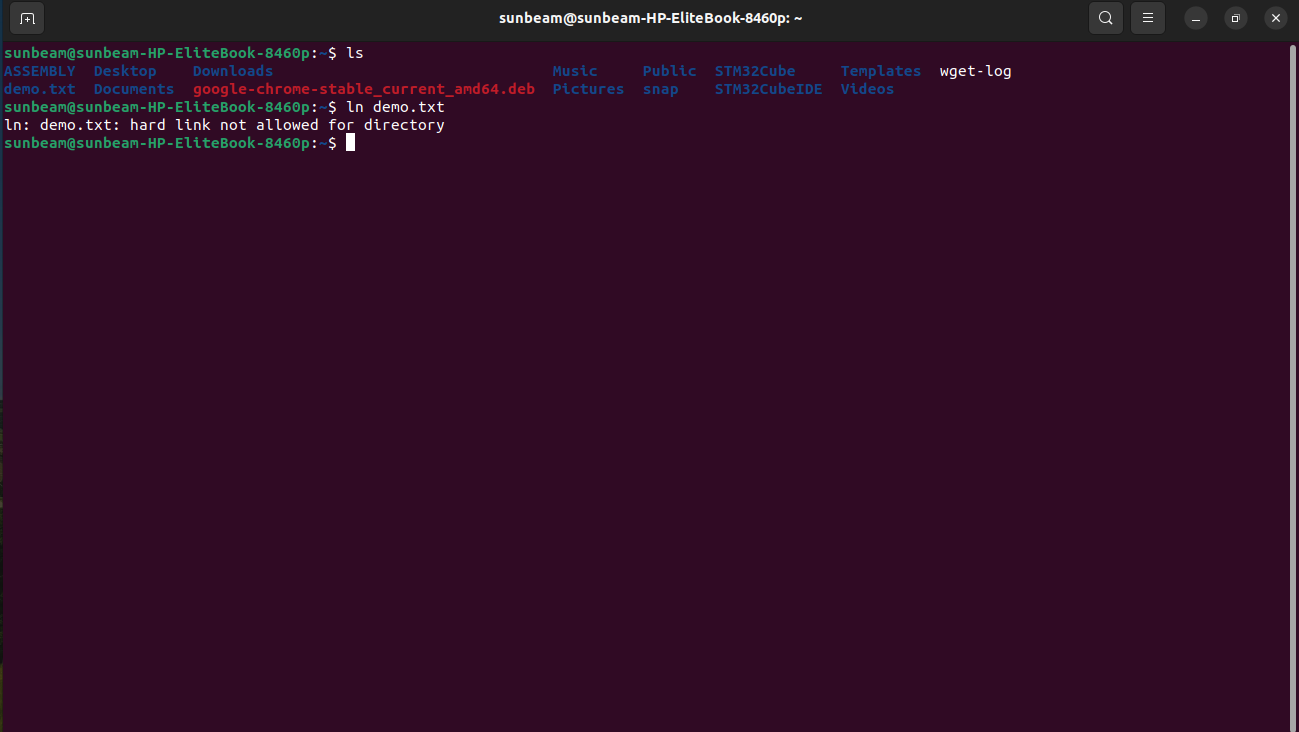 sunbeam@sunbeam-HP-EliteBook-8460p: ~
sunbeam@sunbeam-HP-EliteBook-8460p:~$ ls
ASSEMBLY  Desktop    Downloads                               Music     Public  STM32Cube     Templates  wget-log
demo.txt  Documents  google-chrome-stable_current_amd64.deb  Pictures  snap    STM32CubeIDE  Videos
sunbeam@sunbeam-HP-EliteBook-8460p:~$ ln demo.txt
ln: demo.txt: hard link not allowed for directory
sunbeam@sunbeam-HP-EliteBook-8460p:~$